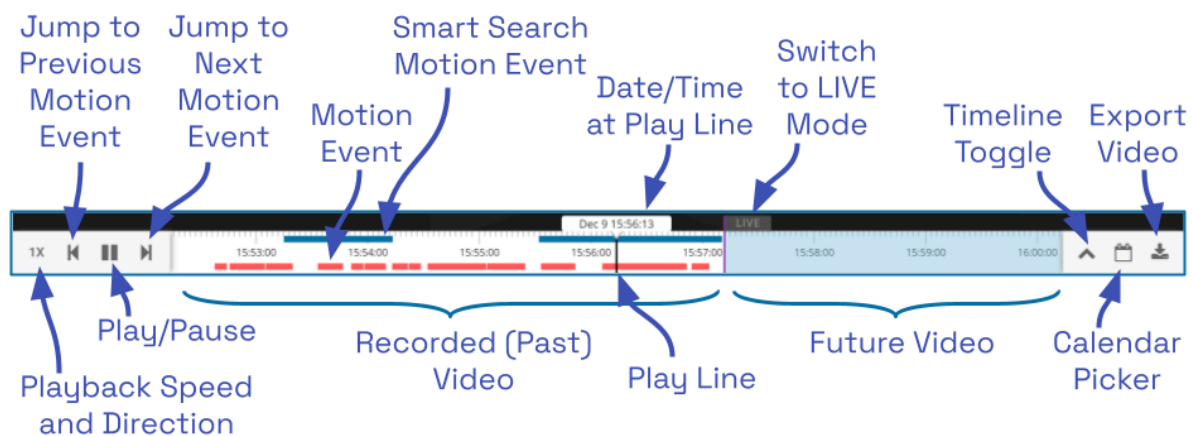 Jump to
Previous
Motion
Event
Jump to
Next
Motion
Event
Motion
Event
Smart Search
Motion Event
Date/Time
at Play Line
Switch
to LIVE
Mode
Timeline
Toggle
Export
Video
Dec 9 15:56:13
LIVE
1X
15:53:00
15:54:00
15:55:00
15:56:00
15:57:00
15:58:00
15:59:00
16:00:00
Play/Pause
Playback Speed
and Direction
Recorded (Past)
Video
Play Line
Future Video
Calendar
Picker